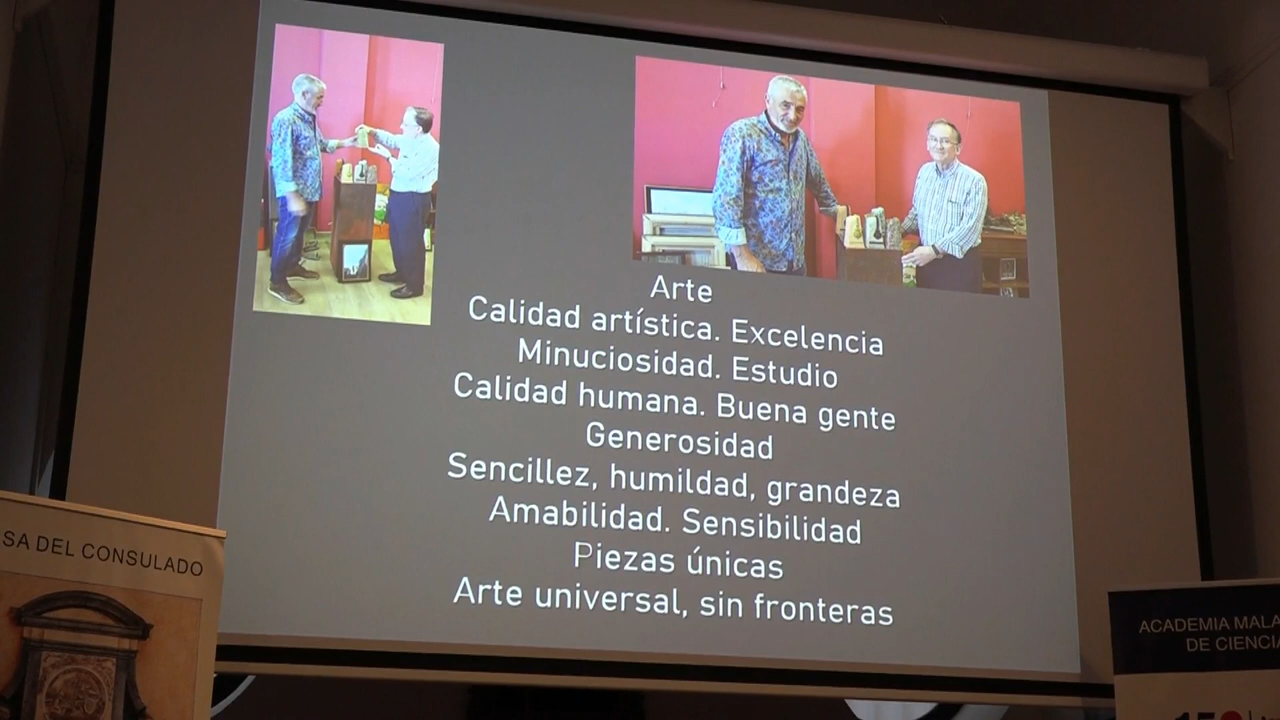 Arte
Calidad artística. Excelencia
Minuciosidad. Estudio
Calidad humana. Buena gente
Generosidad
Sencillez, humildad, grandeza
Amabilidad. Sensibilidad
Piezas únicas
Arte universal, sin fronteras
SA DEL CONSULADO
ACADEMIA MALA
DE CIENCIA